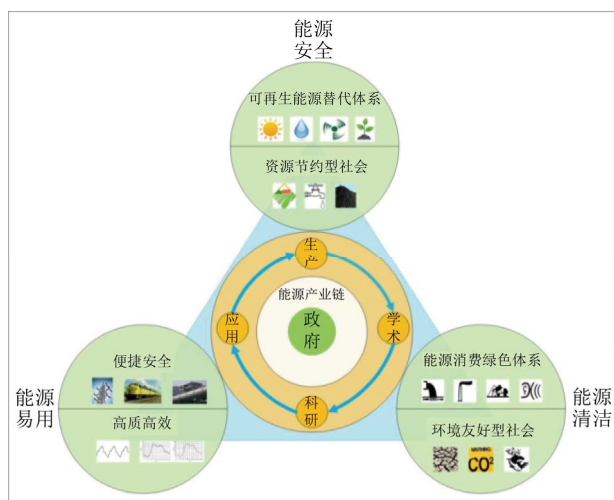 能源
安全
可再生能源替代体系
资源节约型社会
生
产
能源产业链
政
府
应
用
学
术
科
研
能源
易用
便捷安全
高质高效
能源
清洁
能源消费绿色体系
环境友好型社会
WARNING
CO²